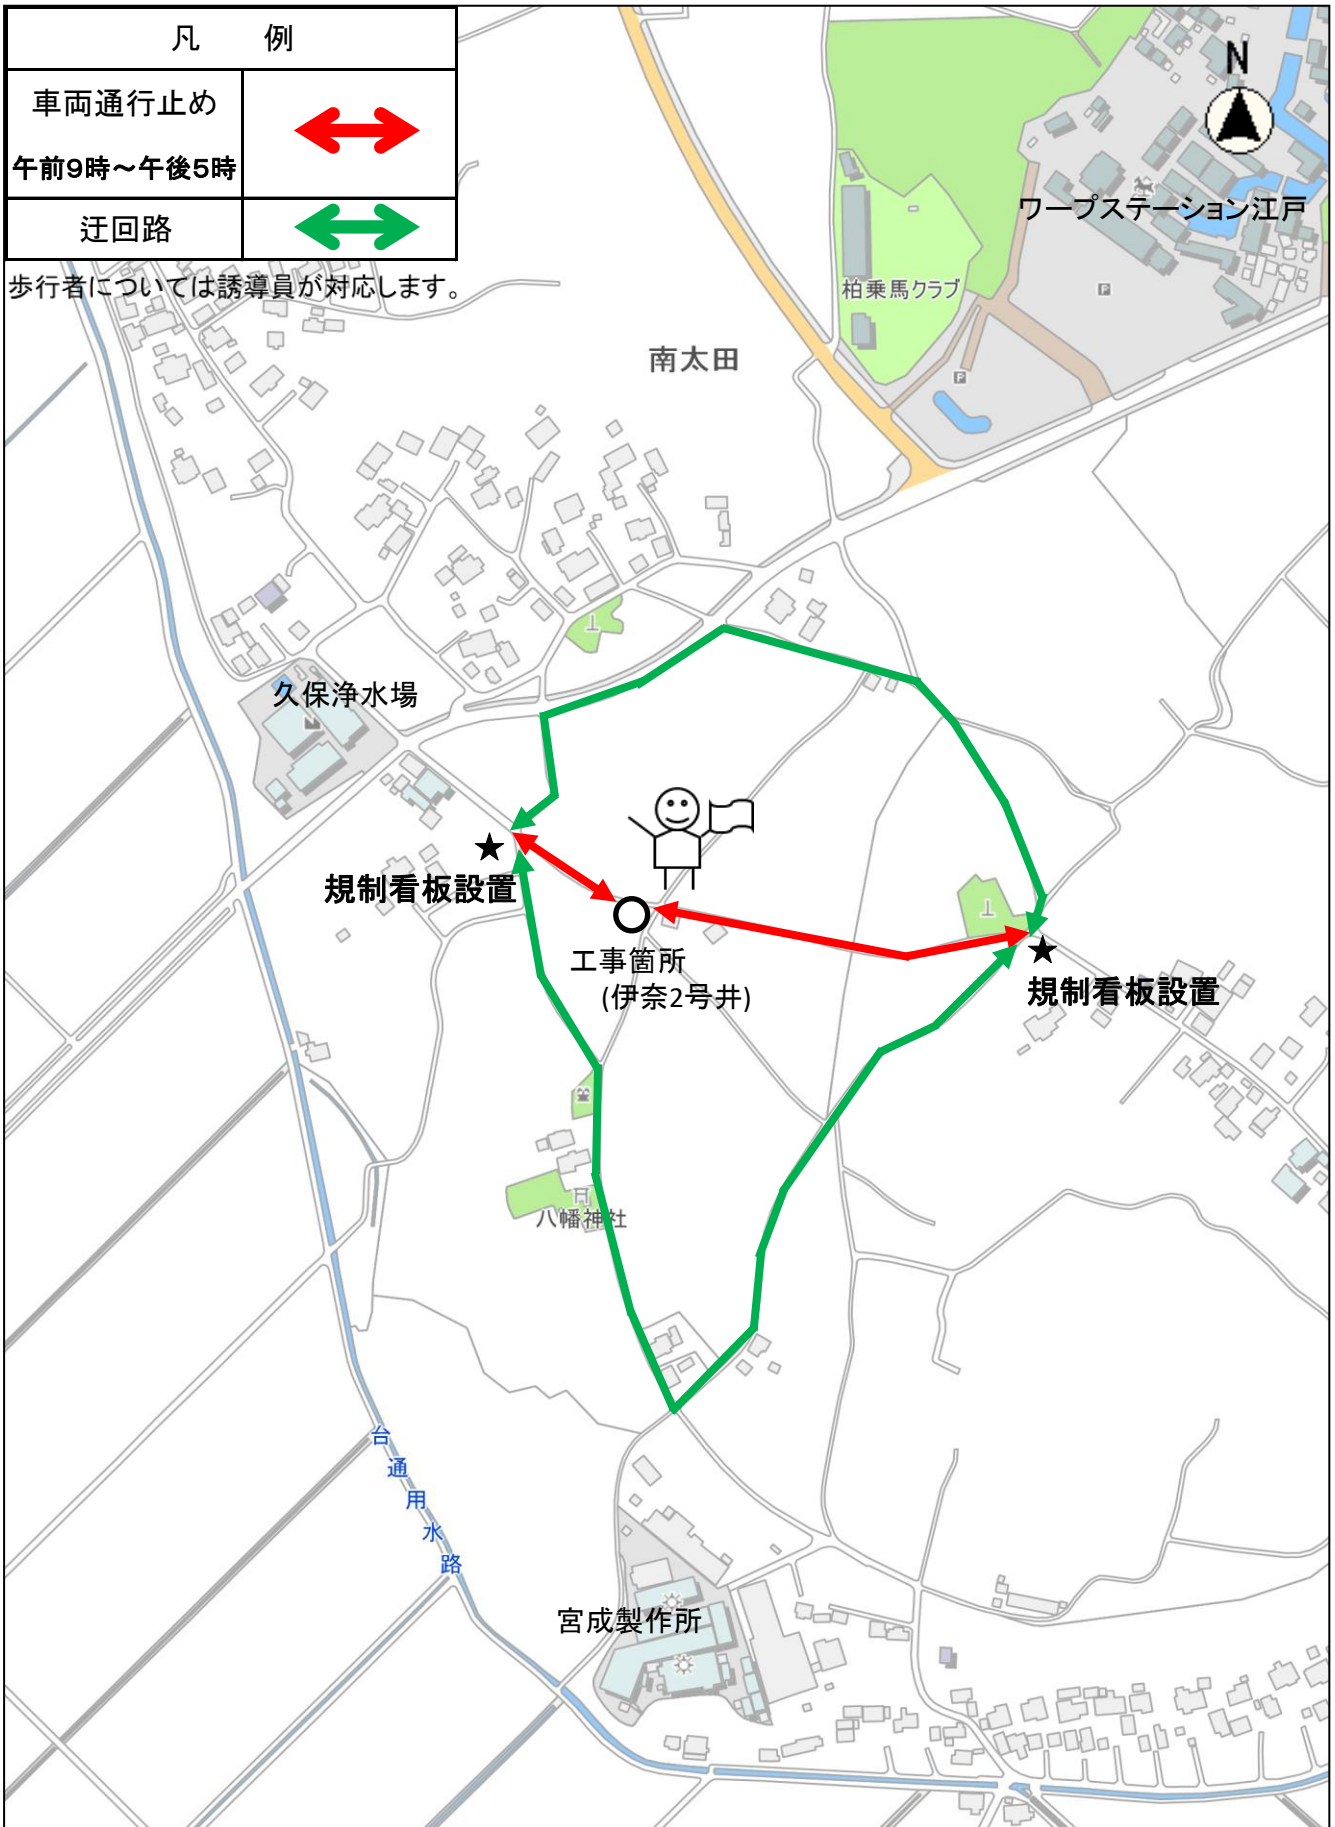 凡　例
車両通行止め
午前9時～午後5時
迂回路
歩行者については誘導員が対応します。
N
ワープステーション江戸
P
柏乗馬クラブ
南太田
P
久保浄水場
★
規制看板設置
工事箇所
(伊奈2号井)
★
規制看板設置
八幡神社
台通用水路
宮成製作所